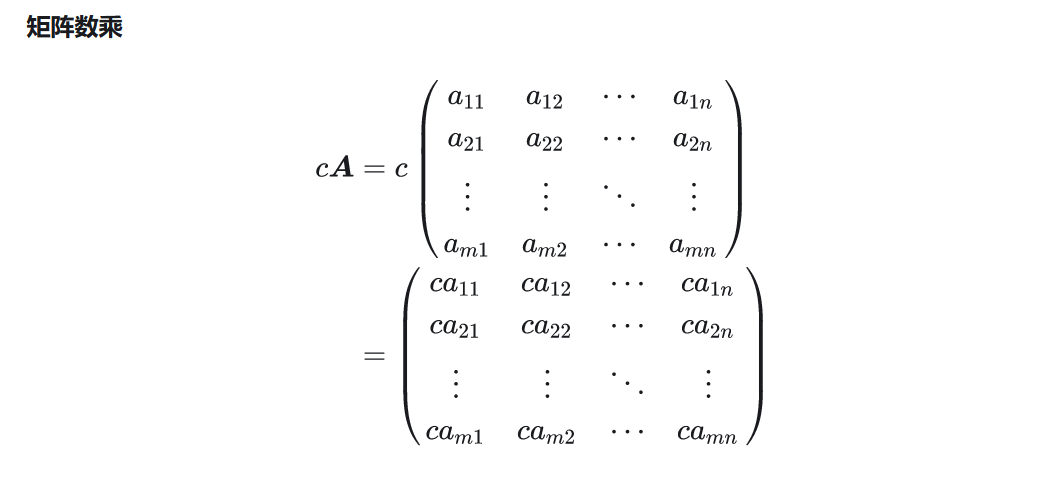 矩阵数乘
a₁₁ a₁₂ ⋯ a₁ₙ
a₂₁ a₂₂ ⋯ a₂ₙ
cA = c
⋮ ⋮ ⋱ ⋮
aₘ₁ aₘ₂ ⋯ aₘₙ
ca₁₁ ca₁₂ ⋯ ca₁ₙ
ca₂₁ ca₂₂ ⋯ ca₂ₙ
=
⋮ ⋮ ⋱ ⋮
caₘ₁ caₘ₂ ⋯ caₘₙ